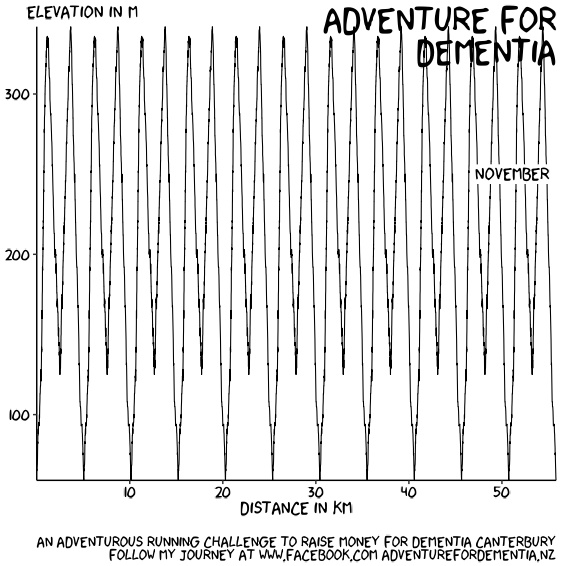 ELEVATION IN M
ADVENTURE FOR
DEMENTIA
300
NOVEMBER
200
100
10 20 30 40 50
DISTANCE IN KM
AN ADVENTUROUS RUNNING CHALLENGE TO RAISE MONEY FOR DEMENTIA CANTERBURY
FOLLOW MY JOURNEY AT WWW.FACEBOOK.COM ADVENTUREFORDEMENTIA.NZ